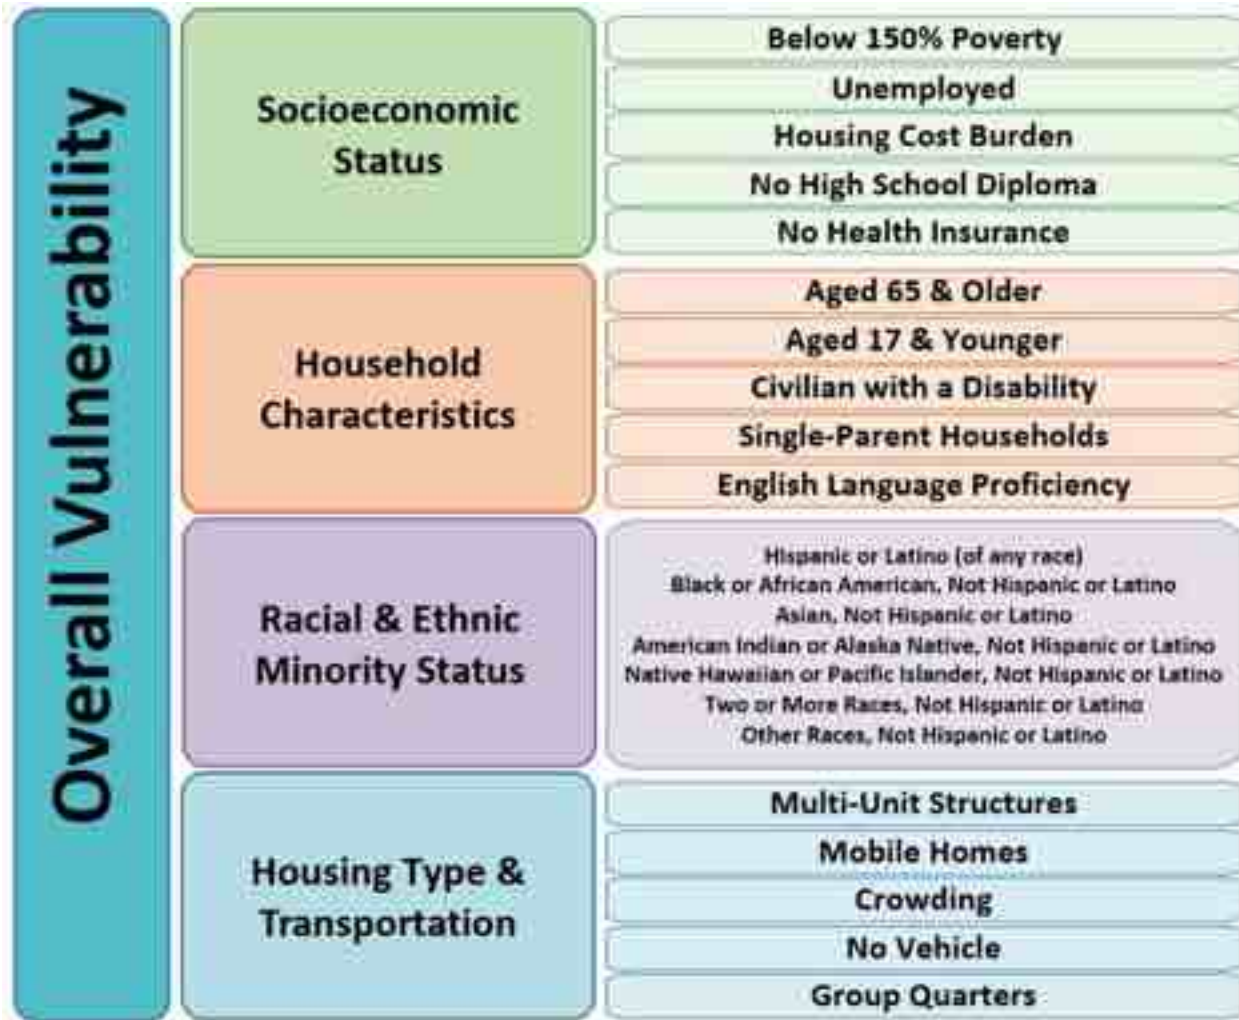 Overall Vulnerability
Socioeconomic
Status
Below 150% Poverty
Unemployed
Housing Cost Burden
No High School Diploma
No Health Insurance
Household
Characteristics
Aged 65 & Older
Aged 17 & Younger
Civilian with a Disability
Single-Parent Households
English Language Proficiency
Racial & Ethnic
Minority Status
Hispanic or Latino (of any race)
Black or African American, Not Hispanic or Latino
Asian, Not Hispanic or Latino
American Indian or Alaska Native, Not Hispanic or Latino
Native Hawaiian or Pacific Islander, Not Hispanic or Latino
Two or More Races, Not Hispanic or Latino
Other Races, Not Hispanic or Latino
Housing Type &
Transportation
Multi-Unit Structures
Mobile Homes
Crowding
No Vehicle
Group Quarters